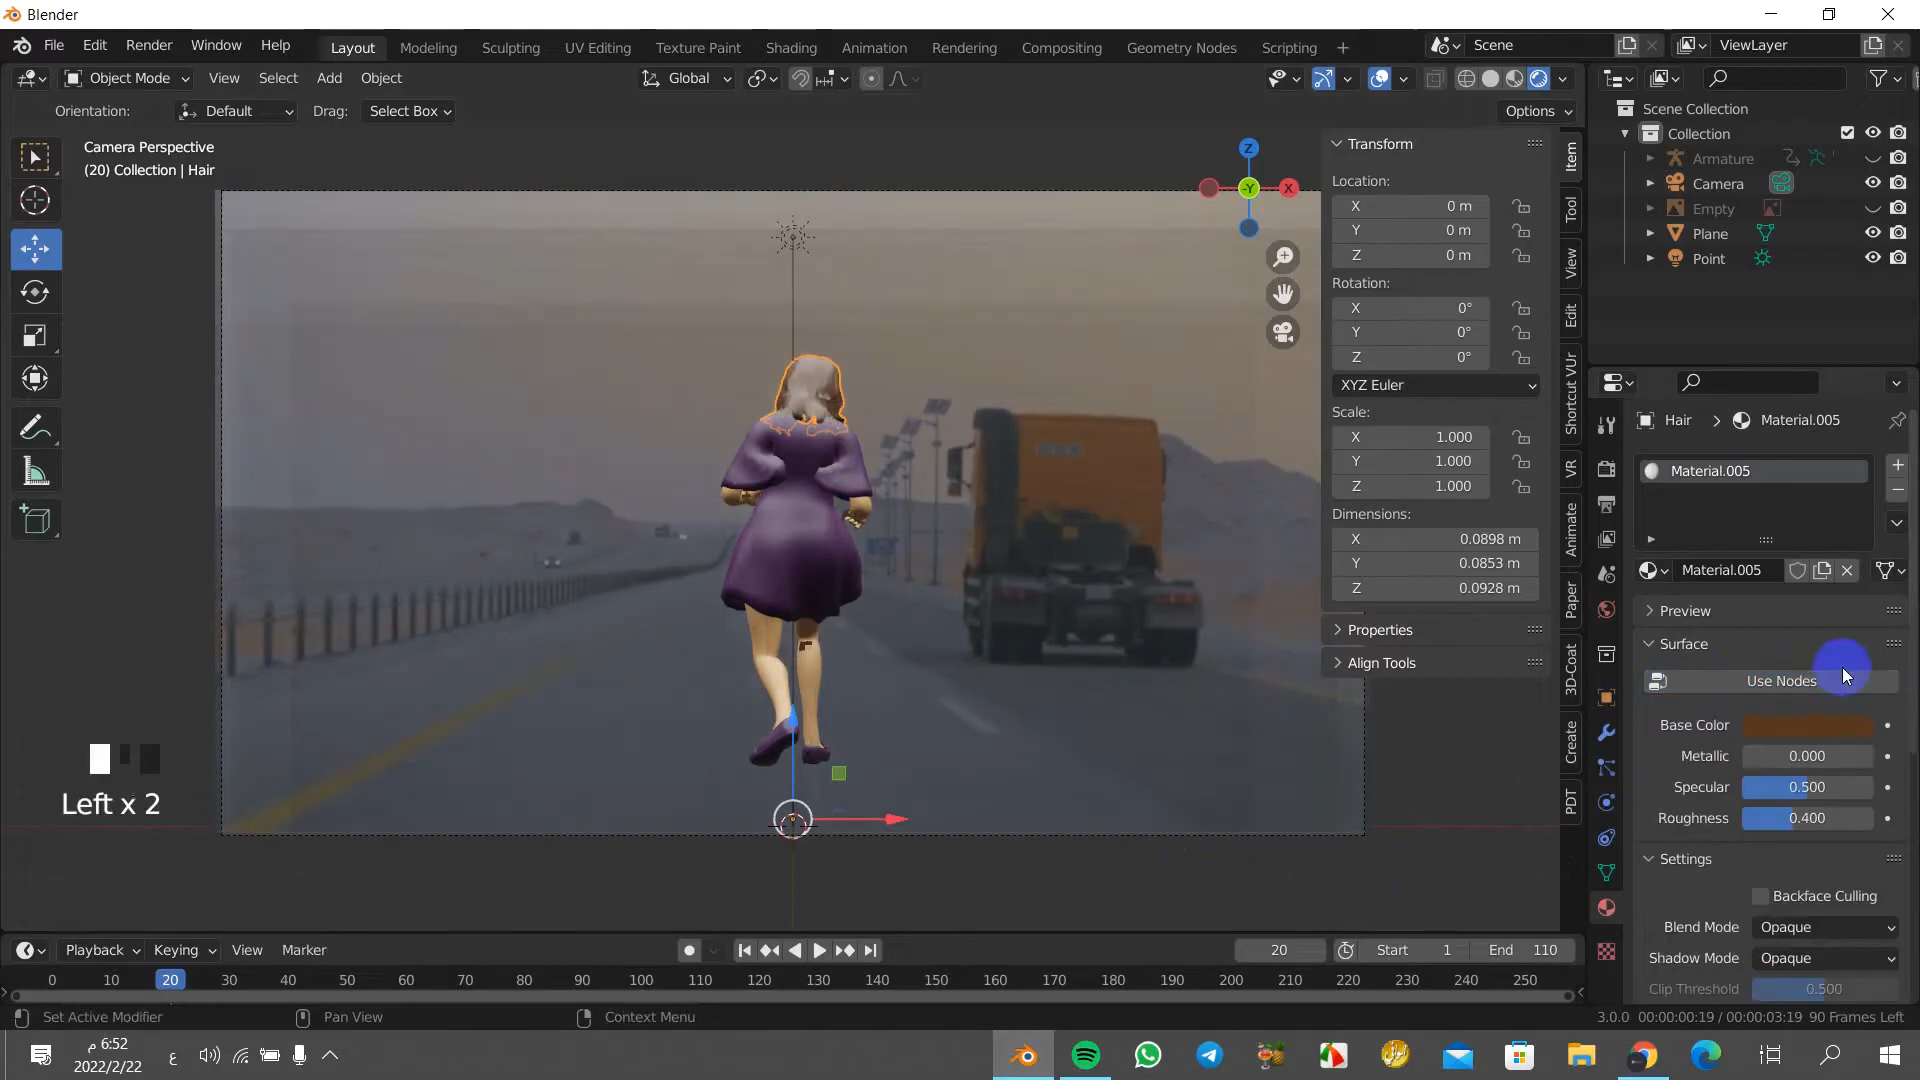 Blender
File Edit Render Window Help
Layout Modeling Sculpting UV Editing Texture Paint Shading Animation Rendering Compositing Geometry Nodes Scripting
Scene
ViewLayer
Object Mode View Select Add Object
Global
Orientation: Default Drag: Select Box
Options
Camera Perspective
(20) Collection | Hair
Z
-Y
X
Transform
Location:
X 0 m
Y 0 m
Z 0 m
Rotation:
X 0°
Y 0°
Z 0°
XYZ Euler
Scale:
X 1.000
Y 1.000
Z 1.000
Dimensions:
X 0.0898 m
Y 0.0853 m
Z 0.0928 m
Properties
Align Tools
Item
Tool
View
Edit
Shortcut VUr
VR
Animate
Paper
3D-Coat
Create
PDT
Scene Collection
Collection
Armature
Camera
Empty
Plane
Point
Hair > Material.005
Material.005
Material.005
Preview
Surface
Use Nodes
Base Color
Metallic 0.000
Specular 0.500
Roughness 0.400
Settings
Backface Culling
Blend Mode Opaque
Shadow Mode Opaque
Clip Threshold 0.500
Left x 2
Playback Keying View Marker
20
Start 1 End 110
0 10 20 30 40 50 60 70 80 90 100 110 120 130 140 150 160 170 180 190 200 210 220 230 240 250
Set Active Modifier
Pan View
Context Menu
3.0.0 00:00:00:19 / 00:00:03:19 90 Frames Left
6:52 م
2022/2/22
ع